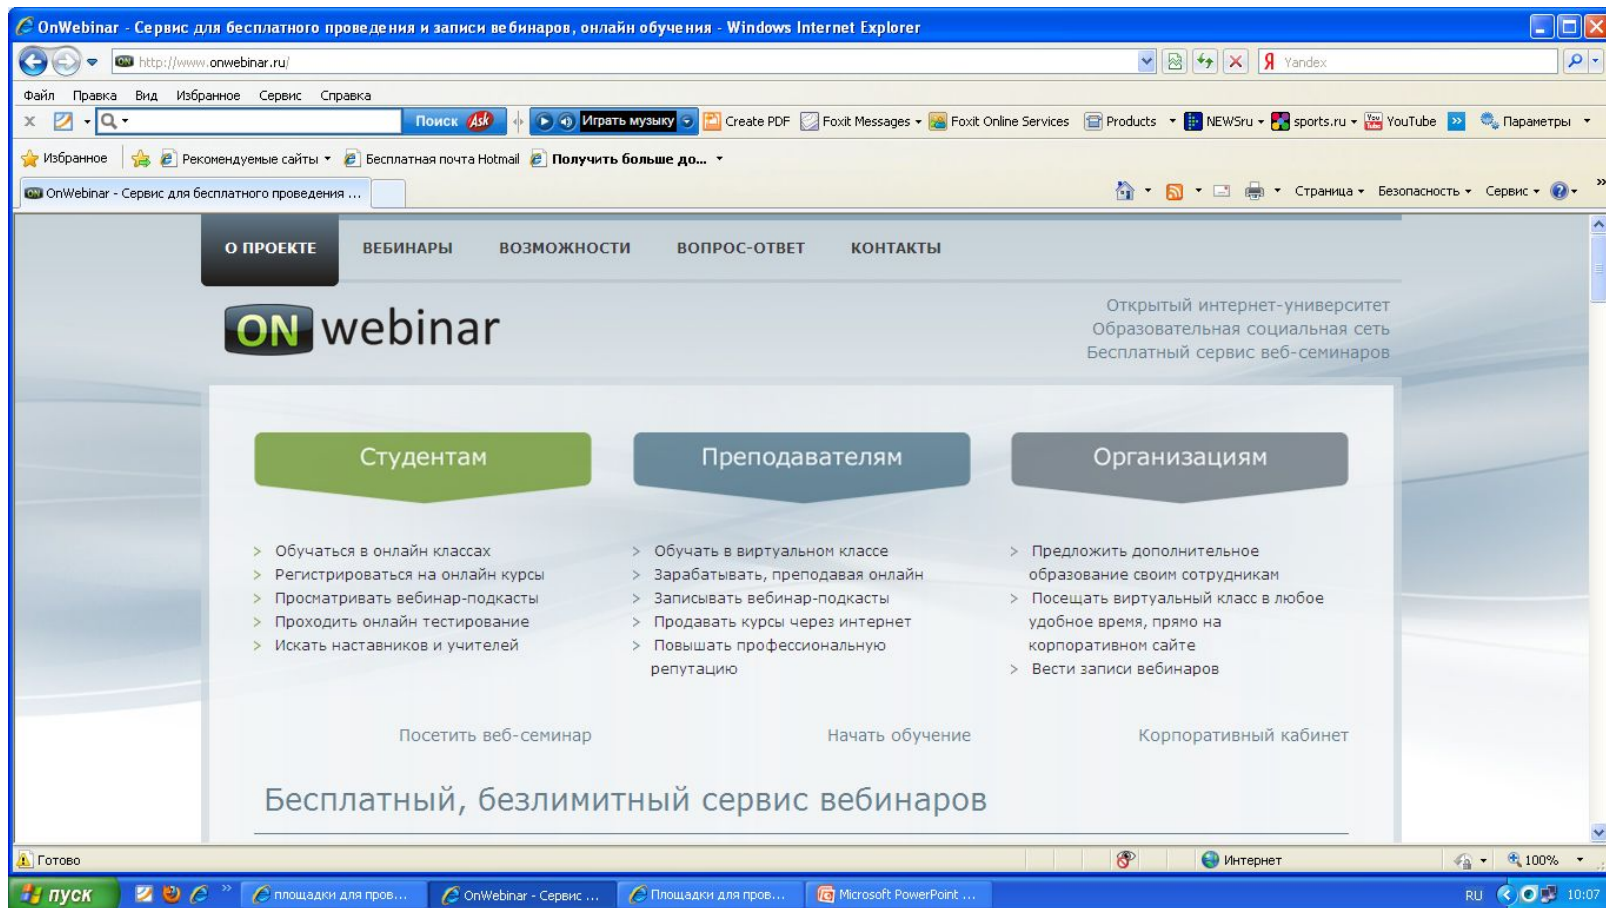 OnWebinar - Сервис для бесплатного проведения и записи вебинаров, онлайн обучения - Windows Internet Explorer
http://www.onwebinar.ru/
Yandex
Файл Правка Вид Избранное Сервис Справка
Поиск Ask Играть музыку Create PDF Foxit Messages Foxit Online Services Products NEWSru sports.ru YouTube Параметры
Избранное Рекомендуемые сайты Бесплатная почта Hotmail Получить больше до...
OnWebinar - Сервис для бесплатного проведения ... Страница Безопасность Сервис
О ПРОЕКТЕ ВЕБИНАРЫ ВОЗМОЖНОСТИ ВОПРОС-ОТВЕТ КОНТАКТЫ
ON webinar
Открытый интернет-университет
Образовательная социальная сеть
Бесплатный сервис веб-семинаров
Студентам
> Обучаться в онлайн классах
> Регистрироваться на онлайн курсы
> Просматривать вебинар-подкасты
> Проходить онлайн тестирование
> Искать наставников и учителей
Посетить веб-семинар
Преподавателям
> Обучать в виртуальном классе
> Зарабатывать, преподавая онлайн
> Записывать вебинар-подкасты
> Продавать курсы через интернет
> Повышать профессиональную
репутацию
Начать обучение
Организациям
> Предложить дополнительное
образование своим сотрудникам
> Посещать виртуальный класс в любое
удобное время, прямо на
корпоративном сайте
> Вести записи вебинаров
Корпоративный кабинет
Бесплатный, безлимитный сервис вебинаров
Готово Интернет 100%
пуск площадки для пров... OnWebinar - Сервис ... Площадки для пров... Microsoft PowerPoint ... RU 10:07